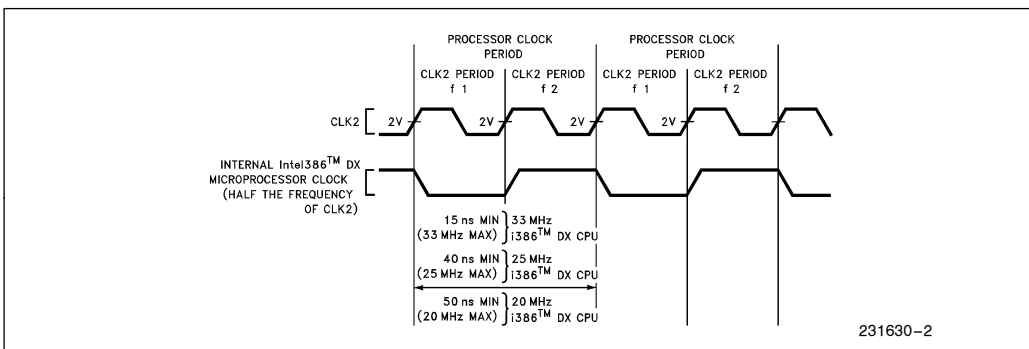 PROCESSOR CLOCK
PERIOD
PROCESSOR CLOCK
PERIOD
CLK2 PERIOD
f 1
CLK2 PERIOD
f 2
CLK2 PERIOD
f 1
CLK2 PERIOD
f 2
CLK2
2V
2V
2V
2V
INTERNAL Intel386™ DX
MICROPROCESSOR CLOCK
(HALF THE FREQUENCY
OF CLK2)
15 ns MIN
(33 MHz MAX)
33 MHz
i386™ DX CPU
40 ns MIN
(25 MHz MAX)
25 MHz
i386™ DX CPU
50 ns MIN
(20 MHz MAX)
20 MHz
i386™ DX CPU
231630–2